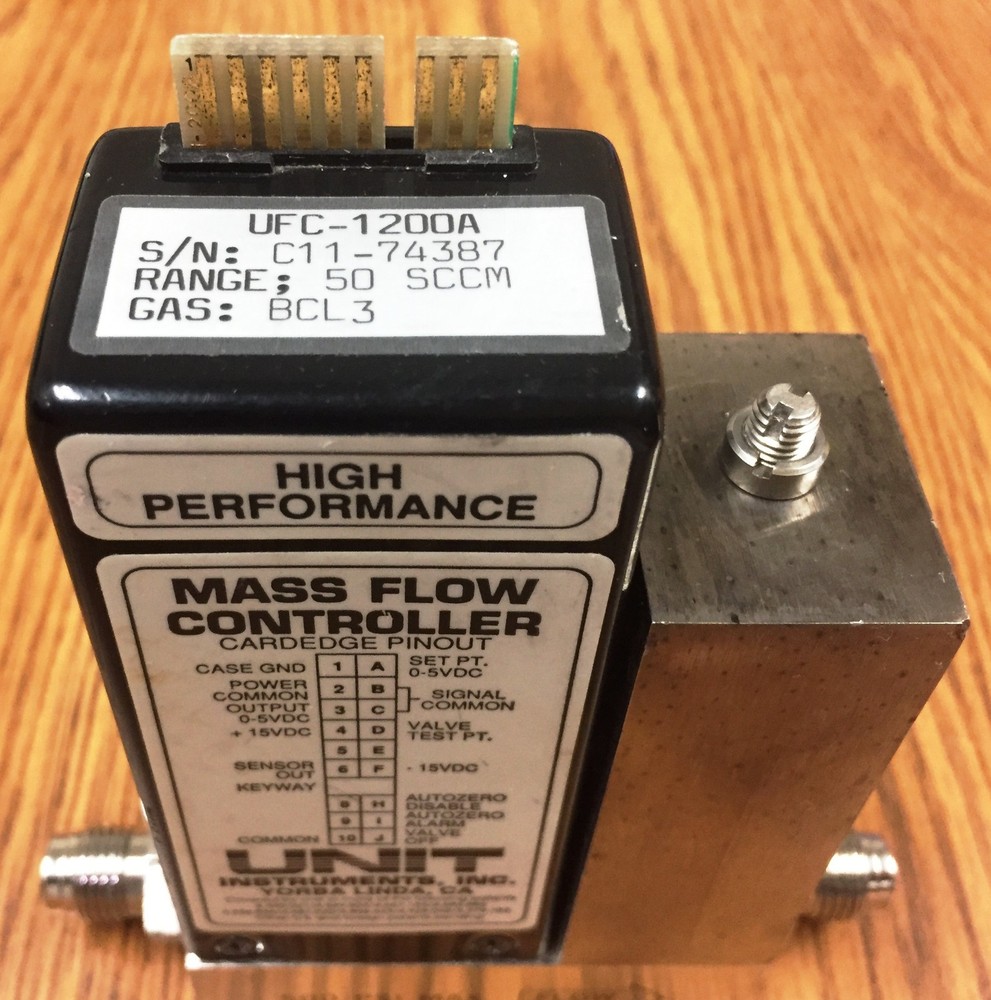 1
UFC-1200A
S/N: C11-74387
RANGE; 50 SCCM
GAS: BCL3
HIGH
PERFORMANCE
MASS FLOW
CONTROLLER
CARDEDGE PINOUT
CASE GND 1 A SET PT.
0-5VDC
POWER
COMMON 2 B SIGNAL
COMMON
OUTPUT
0-5VDC 3 C
+ 15VDC 4 D VALVE
TEST PT.
5 E
SENSOR
OUT 6 F - 15VDC
KEYWAY
8 H AUTOZERO
DISABLE
9 I AUTOZERO
ALARM
COMMON 10 J VALVE
OFF
UNIT
INSTRUMENTS, INC.
YORBA LINDA, CA